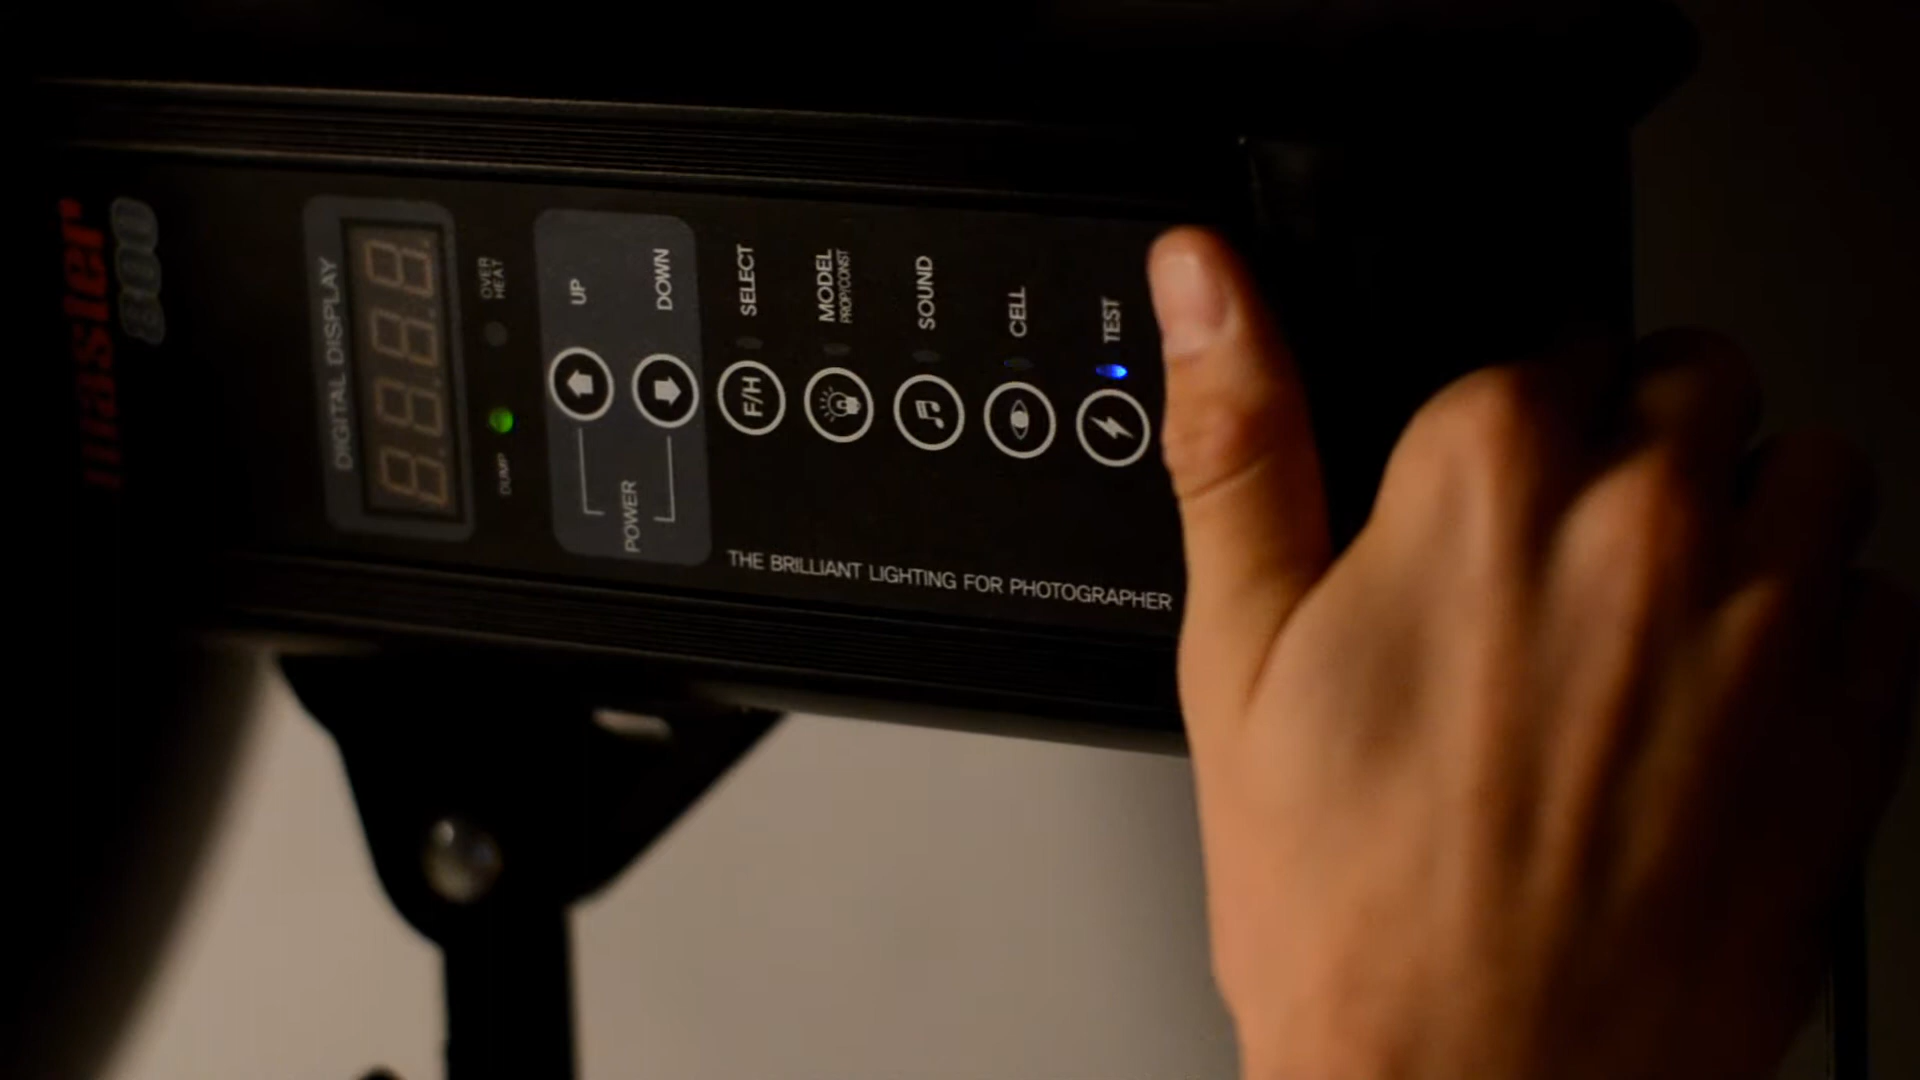 master
800
DIGITAL DISPLAY
8.8.8.8.
OVER
HEAT
DUMP
UP
DOWN
POWER
SELECT
F/H
MODEL
PROP/CONST
SOUND
CELL
TEST
THE BRILLIANT LIGHTING FOR PHOTOGRAPHER